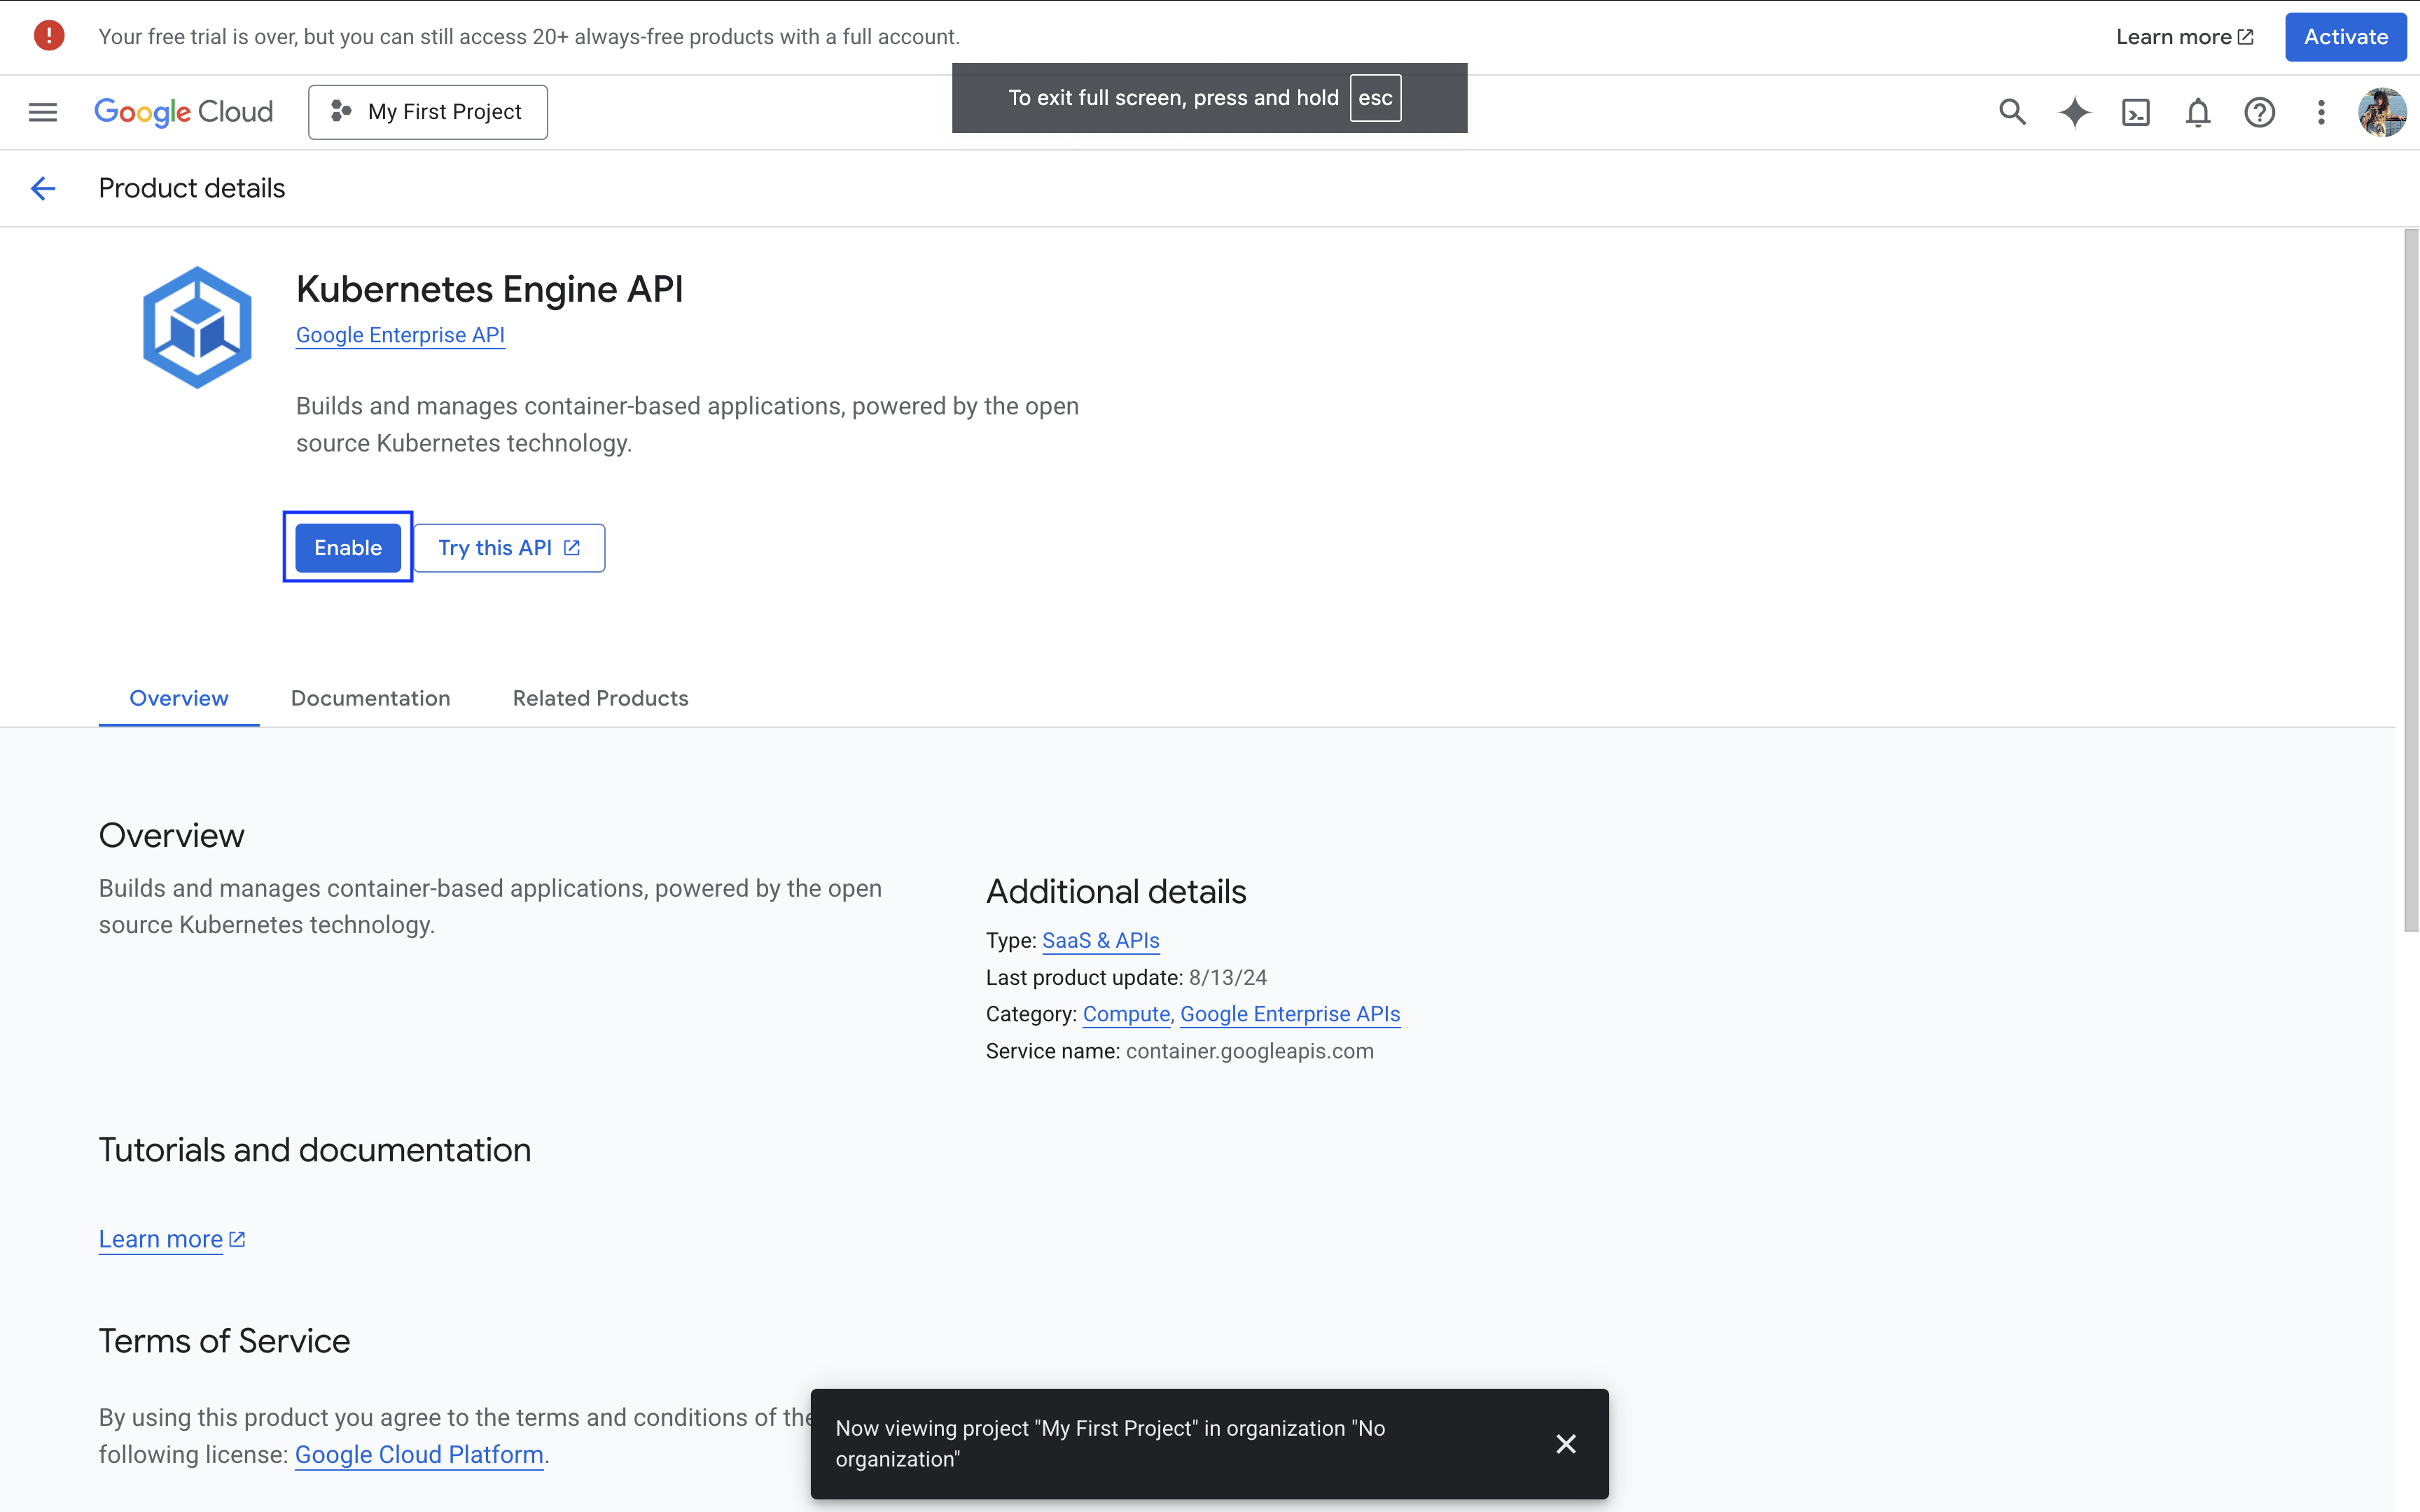 Your free trial is over, but you can still access 20+ always-free products with a full account.
Learn more
Activate
To exit full screen, press and hold esc
Google Cloud
My First Project
Product details
Kubernetes Engine API
Google Enterprise API
Builds and manages container-based applications, powered by the open
source Kubernetes technology.
Enable
Try this API
Overview
Documentation
Related Products
Overview
Builds and manages container-based applications, powered by the open
source Kubernetes technology.
Additional details
Type: SaaS & APIs
Last product update: 8/13/24
Category: Compute, Google Enterprise APIs
Service name: container.googleapis.com
Tutorials and documentation
Learn more
Terms of Service
By using this product you agree to the terms and conditions of the
following license: Google Cloud Platform.
Now viewing project "My First Project" in organization "No
organization"